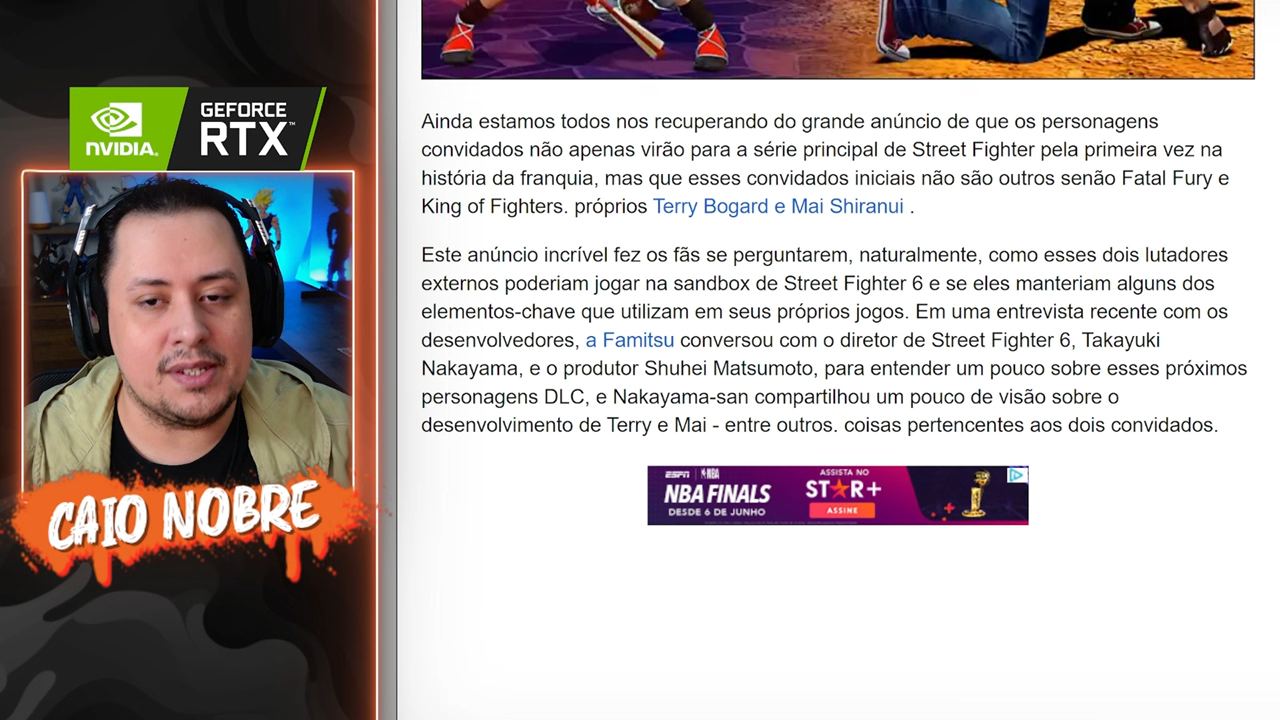 NVIDIA.
GEFORCE
RTX™
CAIO NOBRE
Ainda estamos todos nos recuperando do grande anúncio de que os personagens
convidados não apenas virão para a série principal de Street Fighter pela primeira vez na
história da franquia, mas que esses convidados iniciais não são outros senão Fatal Fury e
King of Fighters. próprios Terry Bogard e Mai Shiranui .
Este anúncio incrível fez os fãs se perguntarem, naturalmente, como esses dois lutadores
externos poderiam jogar na sandbox de Street Fighter 6 e se eles manteriam alguns dos
elementos-chave que utilizam em seus próprios jogos. Em uma entrevista recente com os
desenvolvedores, a Famitsu conversou com o diretor de Street Fighter 6, Takayuki
Nakayama, e o produtor Shuhei Matsumoto, para entender um pouco sobre esses próximos
personagens DLC, e Nakayama-san compartilhou um pouco de visão sobre o
desenvolvimento de Terry e Mai - entre outros. coisas pertencentes aos dois convidados.
ESPN NBA
NBA FINALS
DESDE 6 DE JUNHO
ASSISTA NO
STAR+
ASSINE